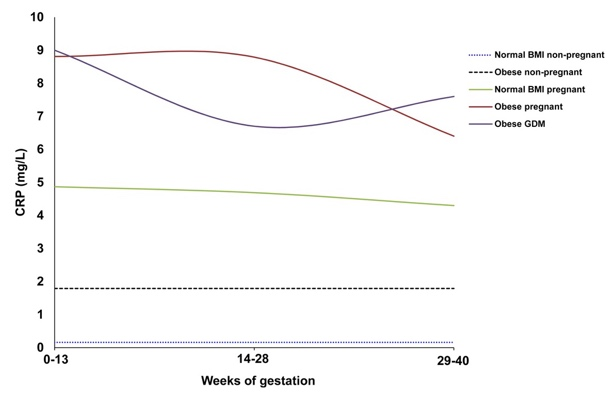 10
9
8
7
6
5
4
3
2
1
0
CRP (mg/L)
0-13
14-28
29-40
Weeks of gestation
Normal BMI non-pregnant
Obese non-pregnant
Normal BMI pregnant
Obese pregnant
Obese GDM